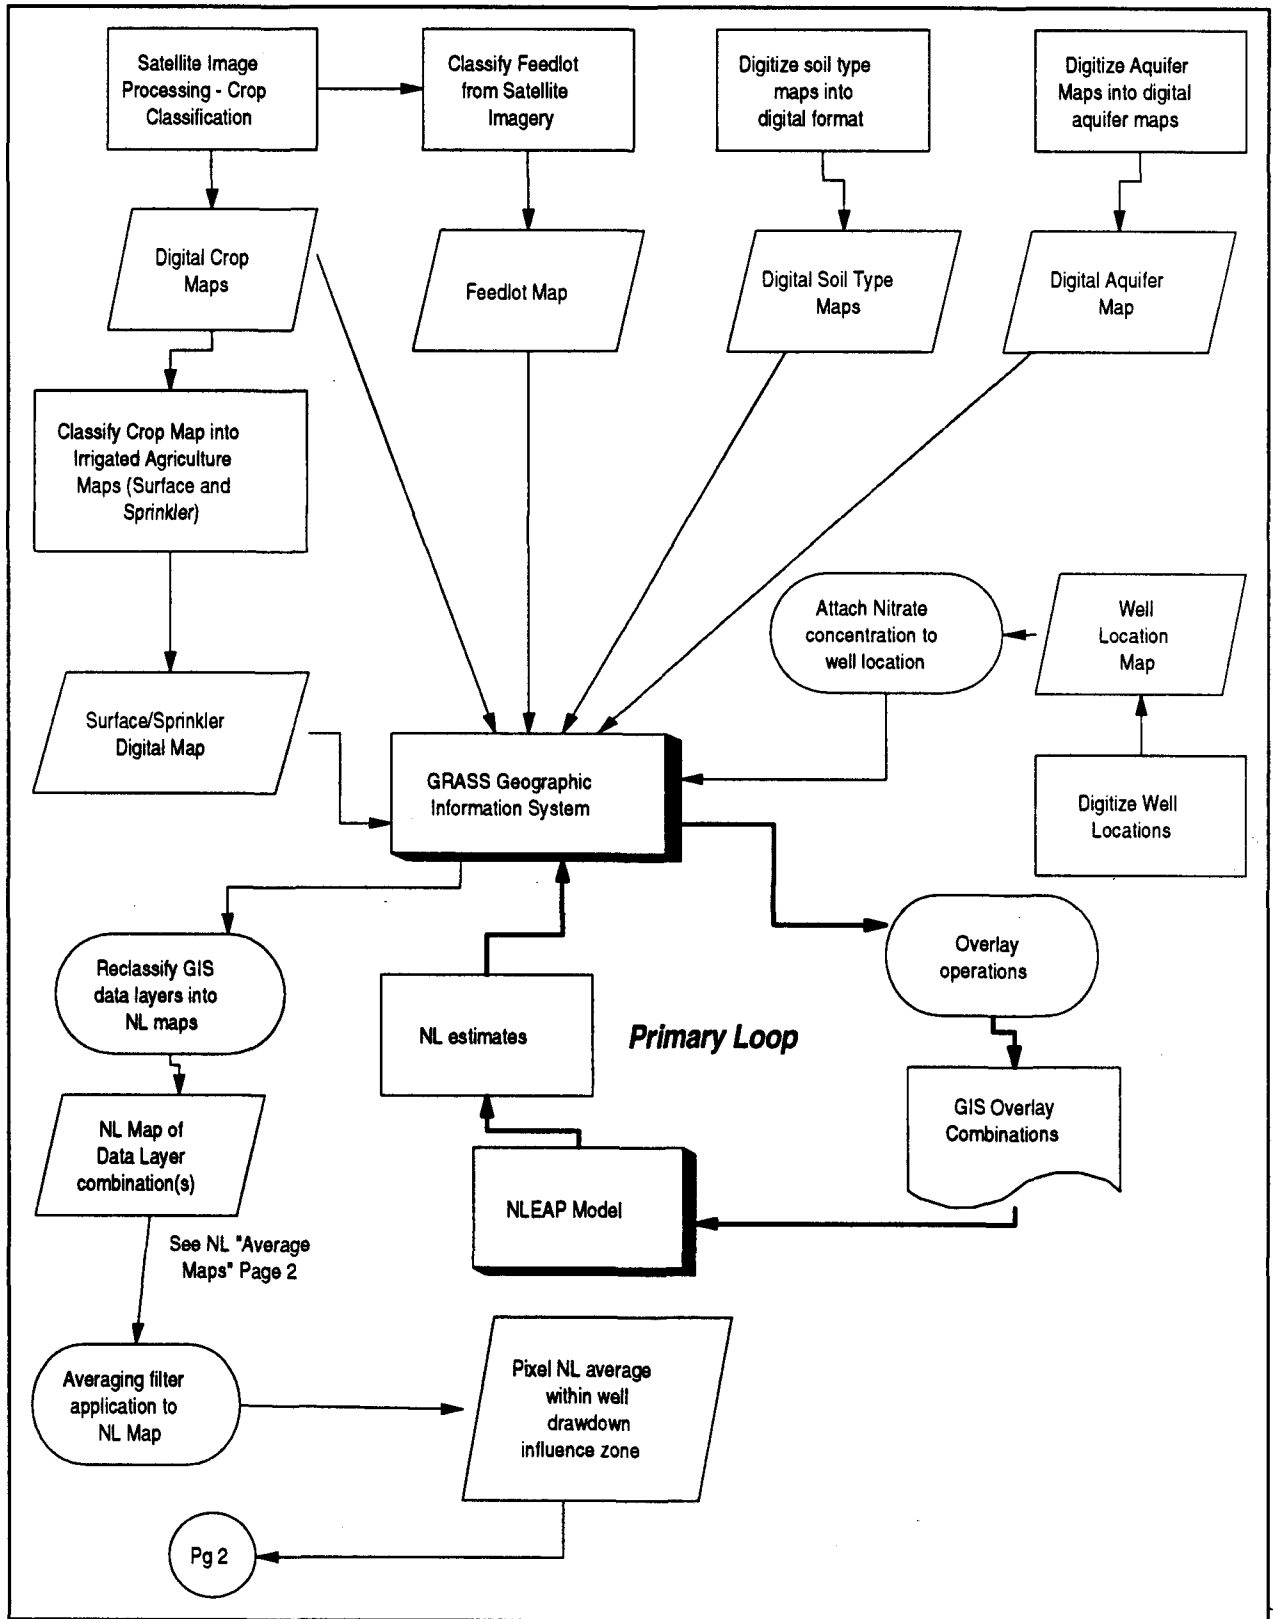 Satellite Image
Processing - Crop
Classification
Classify Feedlot
from Satellite
Imagery
Digitize soil type
maps into
digital format
Digitize Aquifer
Maps into digital
aquifer maps
Digital Crop
Maps
Feedlot Map
Digital Soil Type
Maps
Digital Aquifer
Map
Classify Crop Map into
Irrigated Agriculture
Maps (Surface and
Sprinkler)
Attach Nitrate
concentration to
well location
Well
Location
Map
Surface/Sprinkler
Digital Map
GRASS Geographic
Information System
Digitize Well
Locations
Reclassify GIS
data layers into
NL maps
NL estimates
Primary Loop
Overlay
operations
GIS Overlay
Combinations
NL Map of
Data Layer
combination(s)
NLEAP Model
See NL "Average
Maps" Page 2
Averaging filter
application to
NL Map
Pixel NL average
within well
drawdown
influence zone
Pg 2